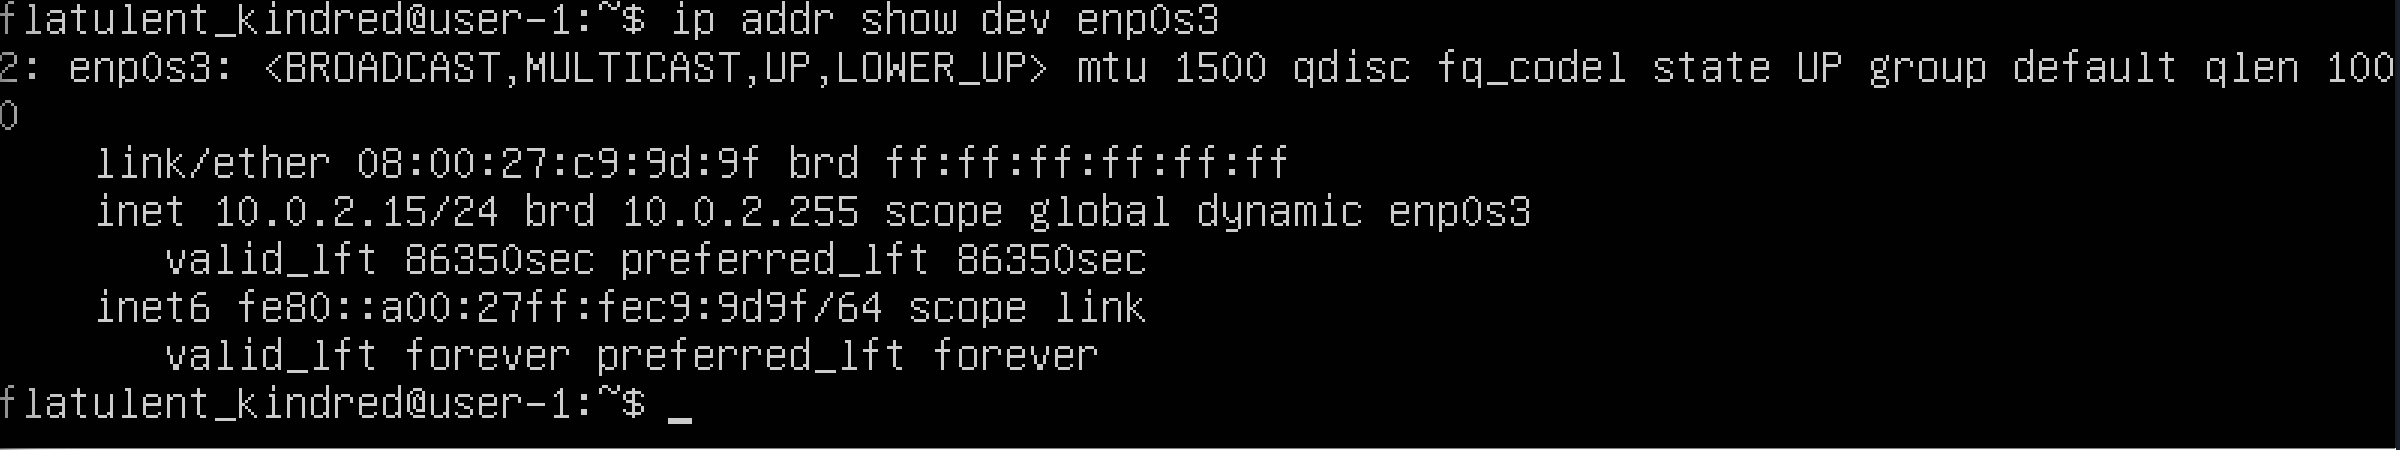 flatulent_kindred@user-1:~$ ip addr show dev enp0s3
2: enp0s3: <BROADCAST,MULTICAST,UP,LOWER_UP> mtu 1500 qdisc fq_codel state UP group default qlen 100
0
    link/ether 08:00:27:c9:9d:9f brd ff:ff:ff:ff:ff:ff
    inet 10.0.2.15/24 brd 10.0.2.255 scope global dynamic enp0s3
       valid_lft 86350sec preferred_lft 86350sec
    inet6 fe80::a00:27ff:fec9:9d9f/64 scope link
       valid_lft forever preferred_lft forever
flatulent_kindred@user-1:~$ _